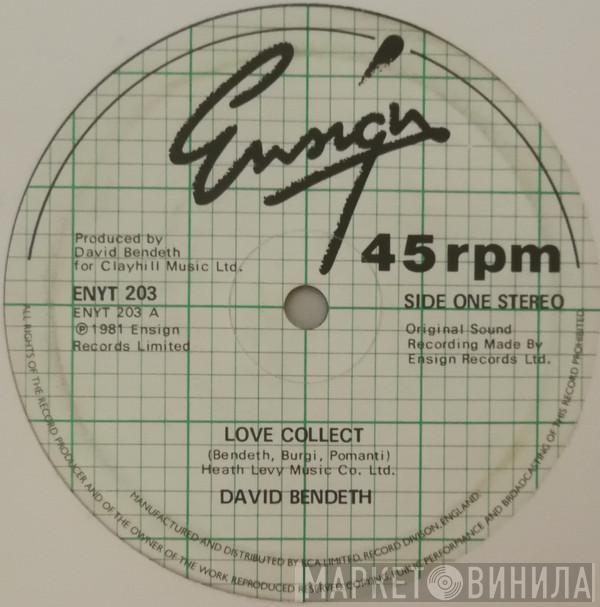 Ensign
45 rpm
Produced by
David Bendeth
for Clayhill Music Ltd.
ENYT 203
ENYT 203 A
℗ 1981 Ensign
Records Limited
SIDE ONE STEREO
Original Sound
Recording Made By
Ensign Records Ltd.
LOVE COLLECT
(Bendeth, Burgi, Pomanti)
Heath Levy Music Co. Ltd.
DAVID BENDETH
MANUFACTURED AND DISTRIBUTED BY RCA LIMITED, RECORD DIVISON, ENGLAND.
ALL RIGHTS OF THE RECORD PRODUCER AND OF THE OWNER OF THE WORK REPRODUCED RESERVED COPYING, PUBLIC PERFORMANCE AND BROADCASTING OF THIS RECORD PROHIBITED.
МАРКЕТ ВИНИЛА